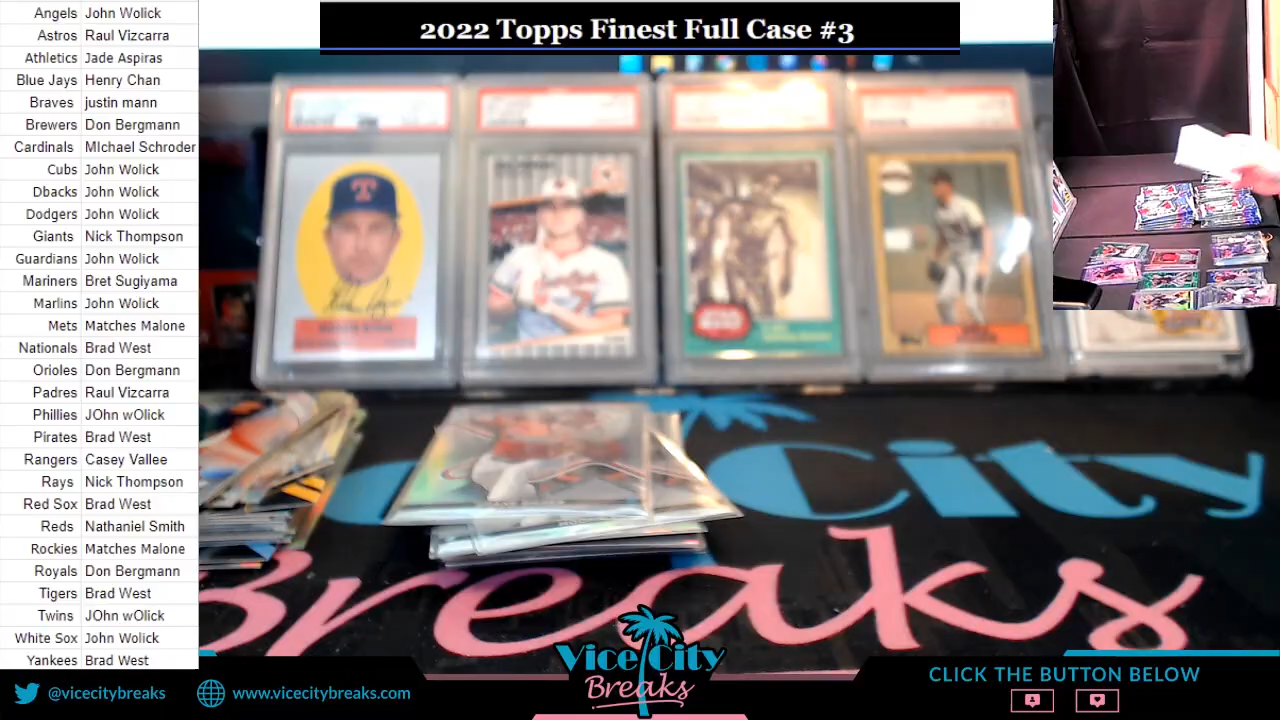 2022 Topps Finest Full Case #3
Angels John Wolick
Astros Raul Vizcarra
Athletics Jade Aspiras
Blue Jays Henry Chan
Braves justin mann
Brewers Don Bergmann
Cardinals MIchael Schroder
Cubs John Wolick
Dbacks John Wolick
Dodgers John Wolick
Giants Nick Thompson
Guardians John Wolick
Mariners Bret Sugiyama
Marlins John Wolick
Mets Matches Malone
Nationals Brad West
Orioles Don Bergmann
Padres Raul Vizcarra
Phillies JOhn wOlick
Pirates Brad West
Rangers Casey Vallee
Rays Nick Thompson
Red Sox Brad West
Reds Nathaniel Smith
Rockies Matches Malone
Royals Don Bergmann
Tigers Brad West
Twins JOhn wOlick
White Sox John Wolick
Yankees Brad West
T
City
Breaks
Vice City
Breaks
@vicecitybreaks
www.vicecitybreaks.com
CLICK THE BUTTON BELOW